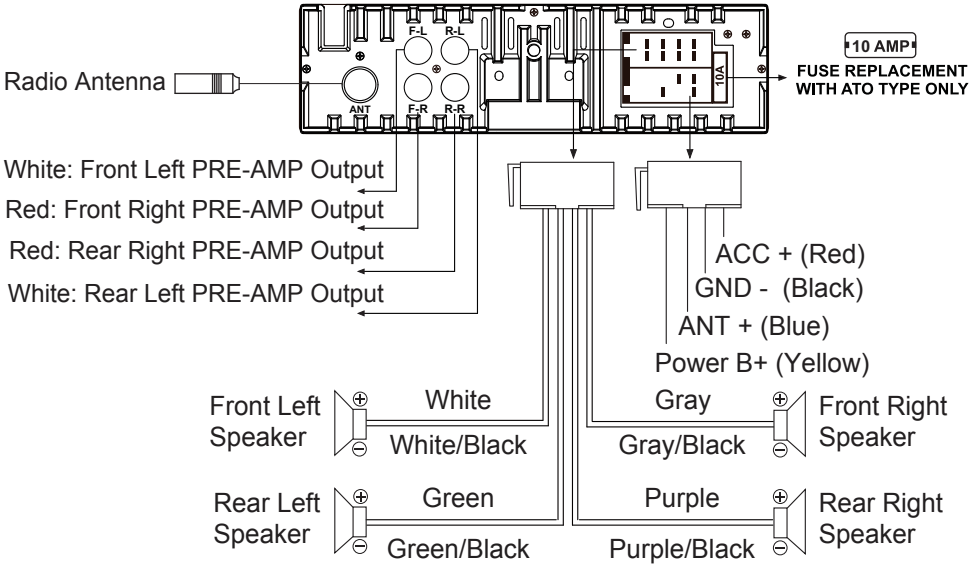 F-L
R-L
10A
10 AMP
FUSE REPLACEMENT
WITH ATO TYPE ONLY
Radio Antenna
ANT
F-R
R-R
White: Front Left PRE-AMP Output
Red: Front Right PRE-AMP Output
Red: Rear Right PRE-AMP Output
White: Rear Left PRE-AMP Output
ACC + (Red)
GND - (Black)
ANT + (Blue)
Power B+ (Yellow)
Front Left
Speaker
White
White/Black
Gray
Gray/Black
Front Right
Speaker
Rear Left
Speaker
Green
Green/Black
Purple
Purple/Black
Rear Right
Speaker